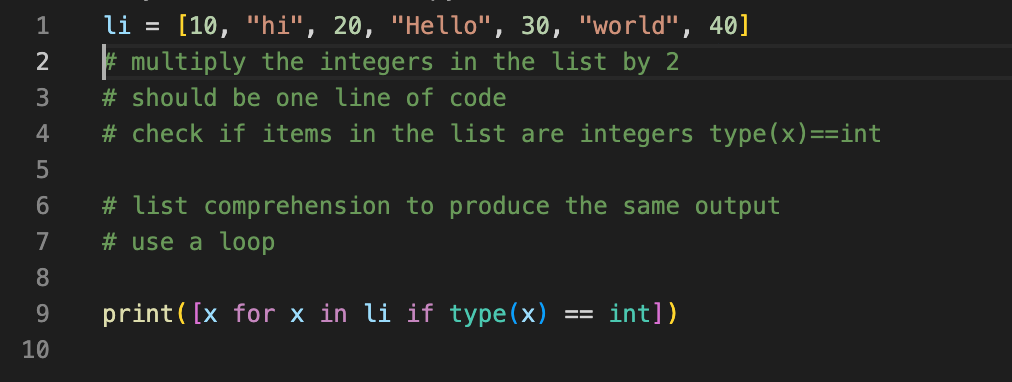 1 li = [10, "hi", 20, "Hello", 30, "world", 40]
2 # multiply the integers in the list by 2
3 # should be one line of code
4 # check if items in the list are integers type(x)==int
5
6 # list comprehension to produce the same output
7 # use a loop
8
9 print([x for x in li if type(x) == int])
10